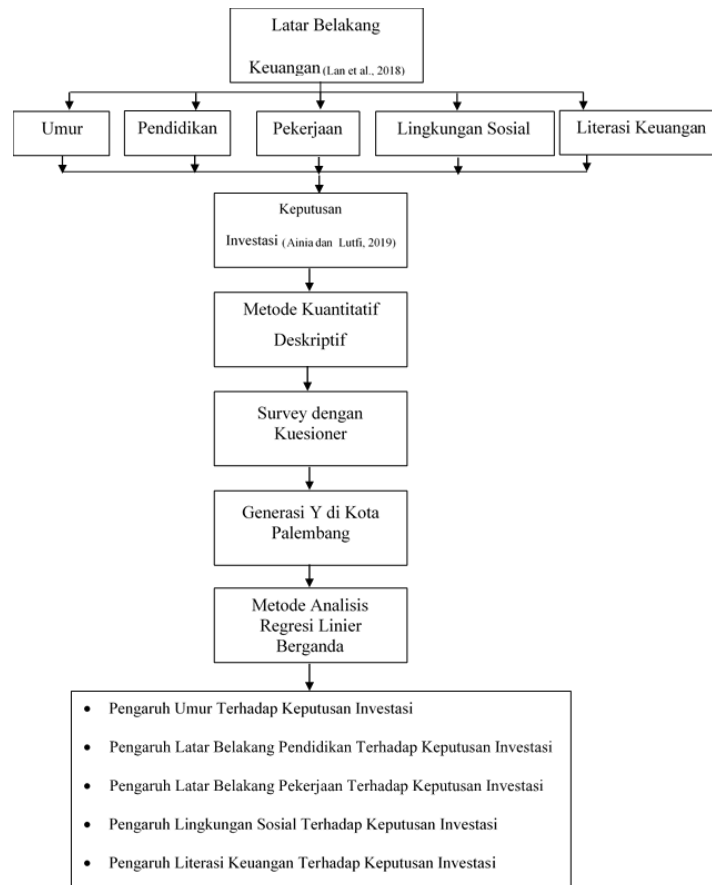 Latar Belakang
Keuangan (Lan et al., 2018)
Umur
Pendidikan
Pekerjaan
Lingkungan Sosial
Literasi Keuangan
Keputusan
Investasi (Ainia dan Lutfi, 2019)
Metode Kuantitatif
Deskriptif
Survey dengan
Kuesioner
Generasi Y di Kota
Palembang
Metode Analisis
Regresi Linier
Berganda
• Pengaruh Umur Terhadap Keputusan Investasi
• Pengaruh Latar Belakang Pendidikan Terhadap Keputusan Investasi
• Pengaruh Latar Belakang Pekerjaan Terhadap Keputusan Investasi
• Pengaruh Lingkungan Sosial Terhadap Keputusan Investasi
• Pengaruh Literasi Keuangan Terhadap Keputusan Investasi